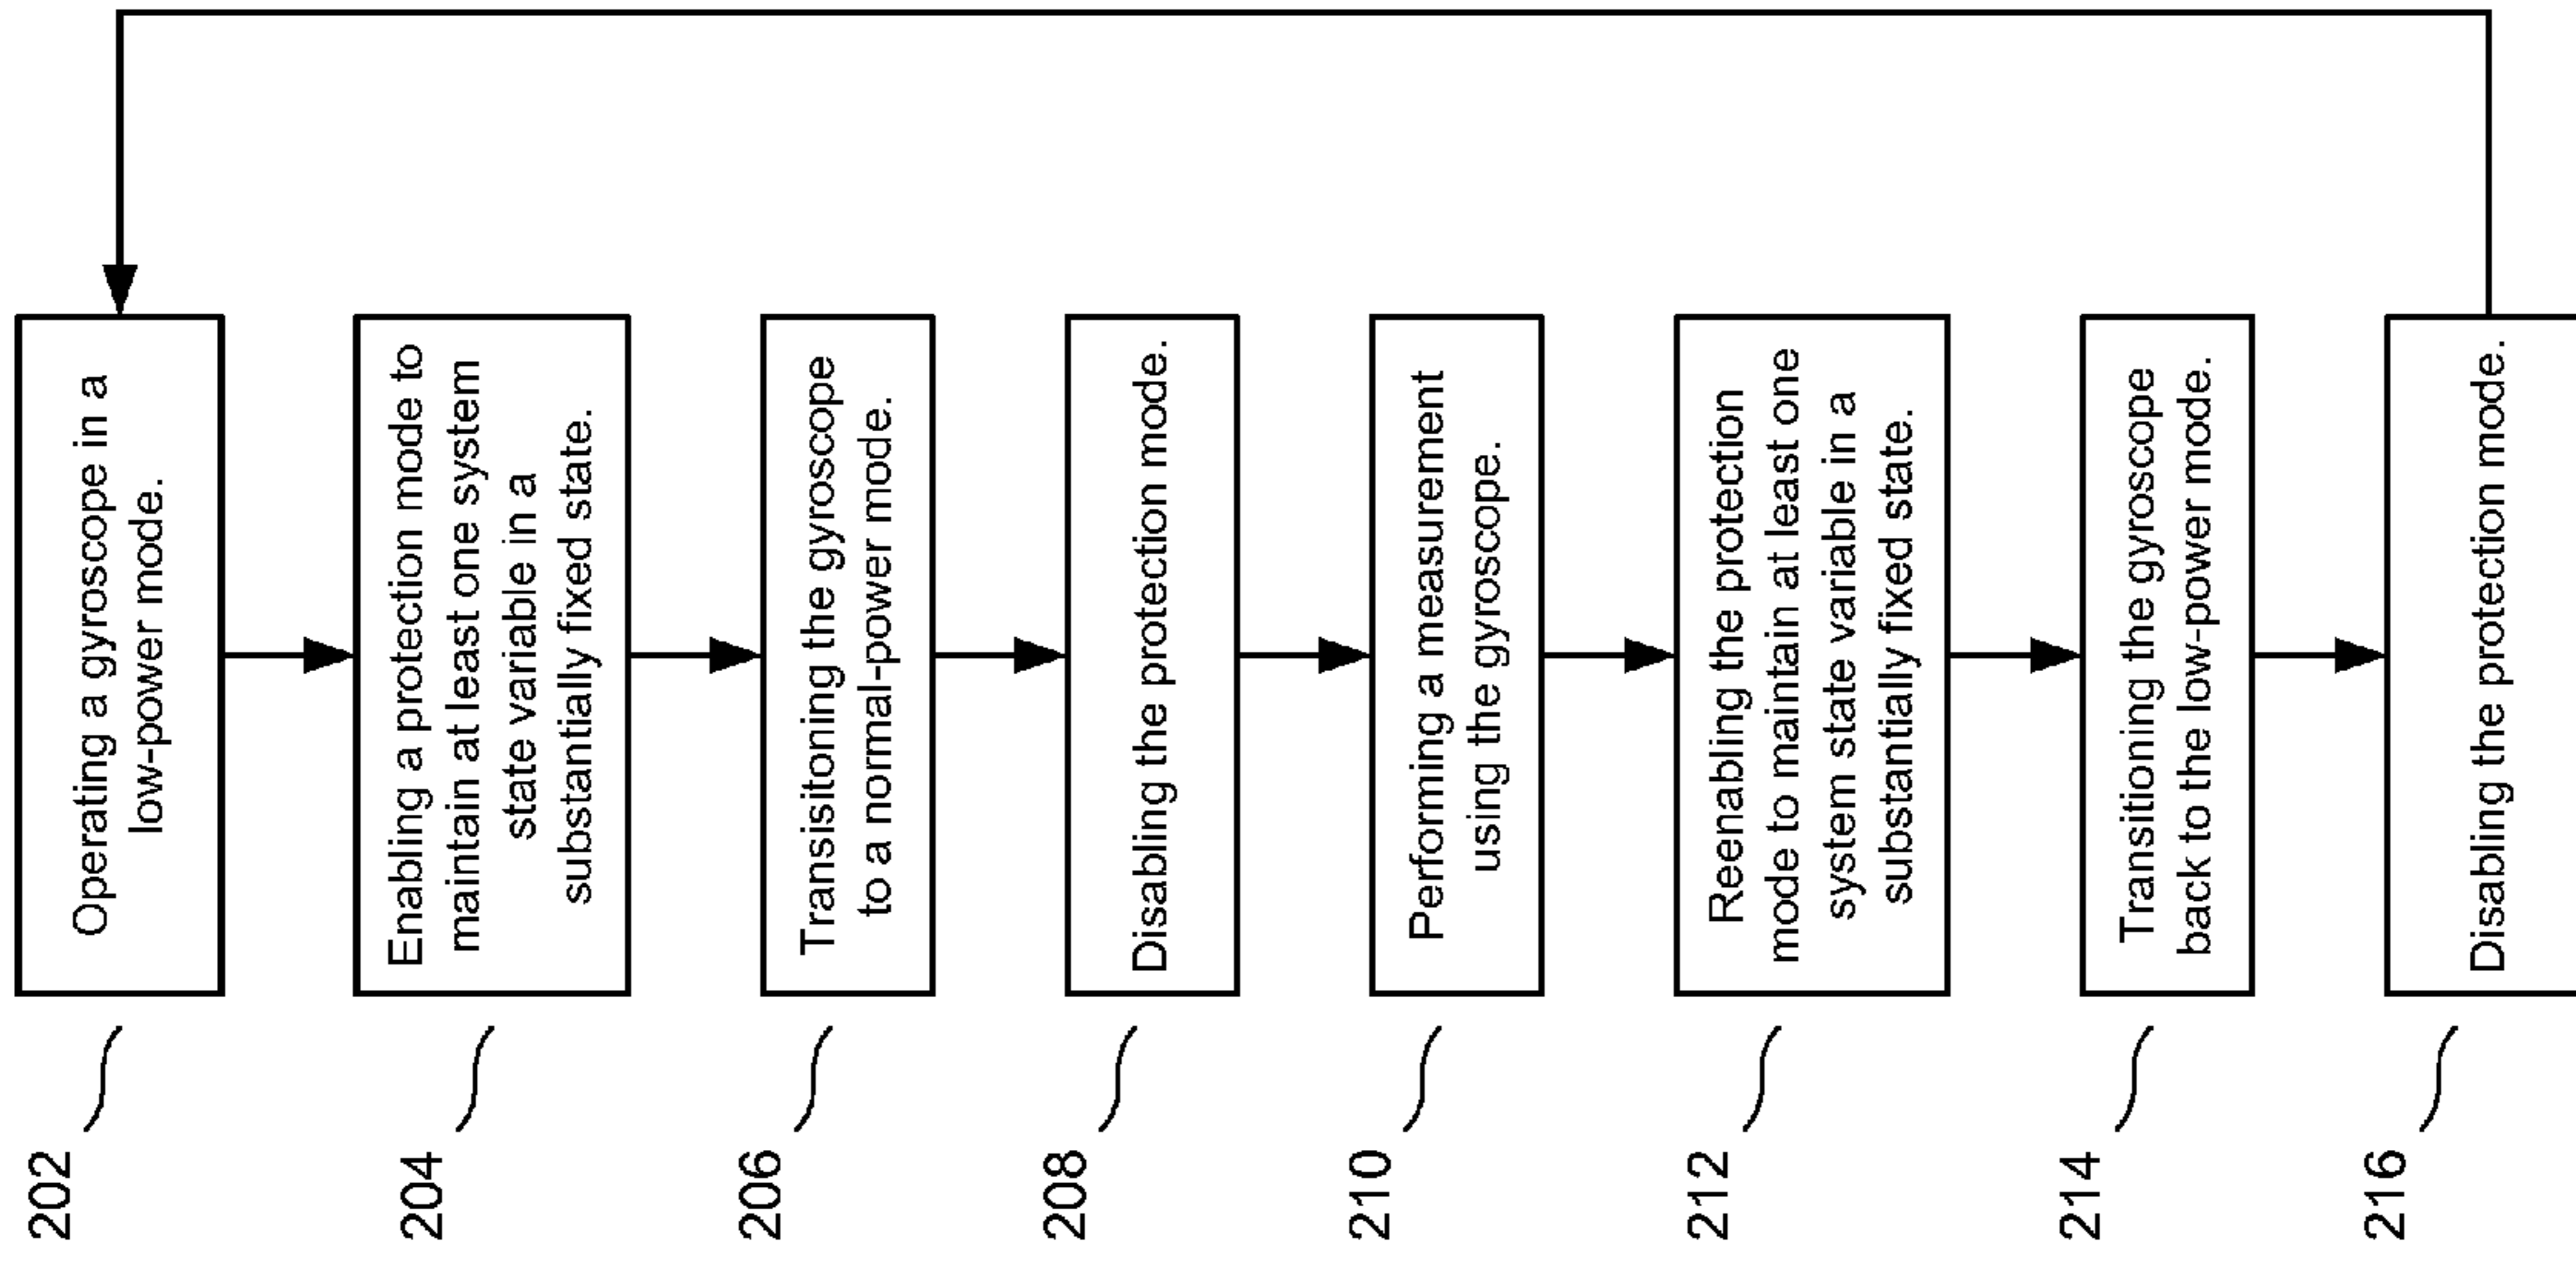 202
Operating a gyroscope in a
low-power mode.
204
Enabling a protection mode to
maintain at least one system
state variable in a
substantially fixed state.
206
Transisitoning the gyroscope
to a normal-power mode.
208
Disabling the protection mode.
210
Performing a measurement
using the gyroscope.
212
Reenabling the protection
mode to maintain at least one
system state variable in a
substantially fixed state.
214
Transitioning the gyroscope
back to the low-power mode.
216
Disabling the protection mode.